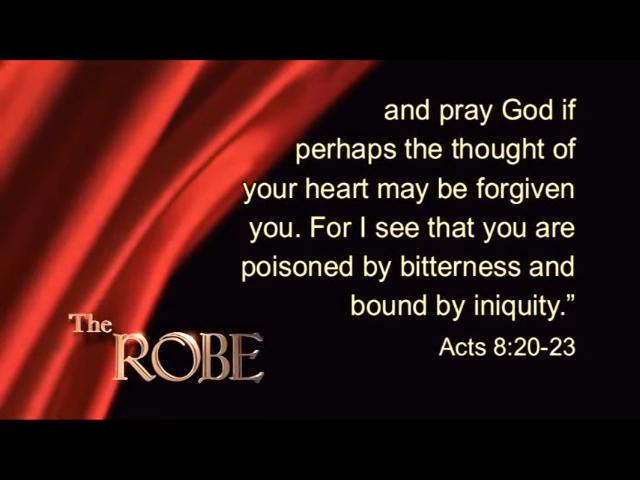 and pray God if
perhaps the thought of
your heart may be forgiven
you. For I see that you are
poisoned by bitterness and
bound by iniquity.”
Acts 8:20-23
The
ROBE